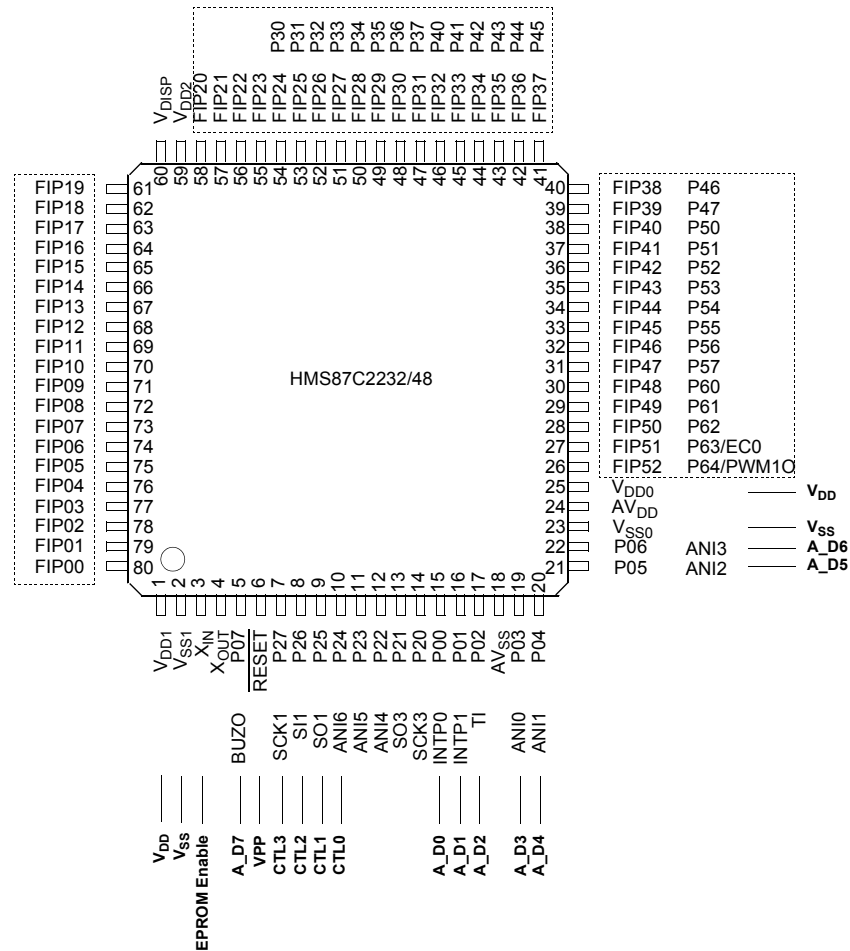 P30 P31 P32 P33 P34 P35 P36 P37 P40 P41 P42 P43 P44 P45
VDISP VDD2 FIP20 FIP21 FIP22 FIP23 FIP24 FIP25 FIP26 FIP27 FIP28 FIP29 FIP30 FIP31 FIP32 FIP33 FIP34 FIP35 FIP36 FIP37
60 59 58 57 56 55 54 53 52 51 50 49 48 47 46 45 44 43 42 41
FIP19 61 40 FIP38 P46
FIP18 62 39 FIP39 P47
FIP17 63 38 FIP40 P50
FIP16 64 37 FIP41 P51
FIP15 65 36 FIP42 P52
FIP14 66 35 FIP43 P53
FIP13 67 34 FIP44 P54
FIP12 68 33 FIP45 P55
FIP11 69 32 FIP46 P56
FIP10 70 31 FIP47 P57
HMS87C2232/48
FIP09 71 30 FIP48 P60
FIP08 72 29 FIP49 P61
FIP07 73 28 FIP50 P62
FIP06 74 27 FIP51 P63/EC0
FIP05 75 26 FIP52 P64/PWM1O
FIP04 76 25 VDD0 VDD
FIP03 77 24 AVDD
FIP02 78 23 VSS0 VSS
FIP01 79 22 P06 ANI3 A_D6
FIP00 80 21 P05 ANI2 A_D5
1 2 3 4 5 6 7 8 9 10 11 12 13 14 15 16 17 18 19 20
VDD1 VSS1 XIN XOUT P07 RESET P27 P26 P25 P24 P23 P22 P21 P20 P00 P01 P02 AVSS P03 P04
BUZO SCK1 SI1 SO1 ANI6 ANI5 ANI4 SO3 SCK3 INTP0 INTP1 TI ANI0 ANI1
VDD VSS EPROM Enable A_D7 VPP CTL3 CTL2 CTL1 CTL0 A_D0 A_D1 A_D2 A_D3 A_D4